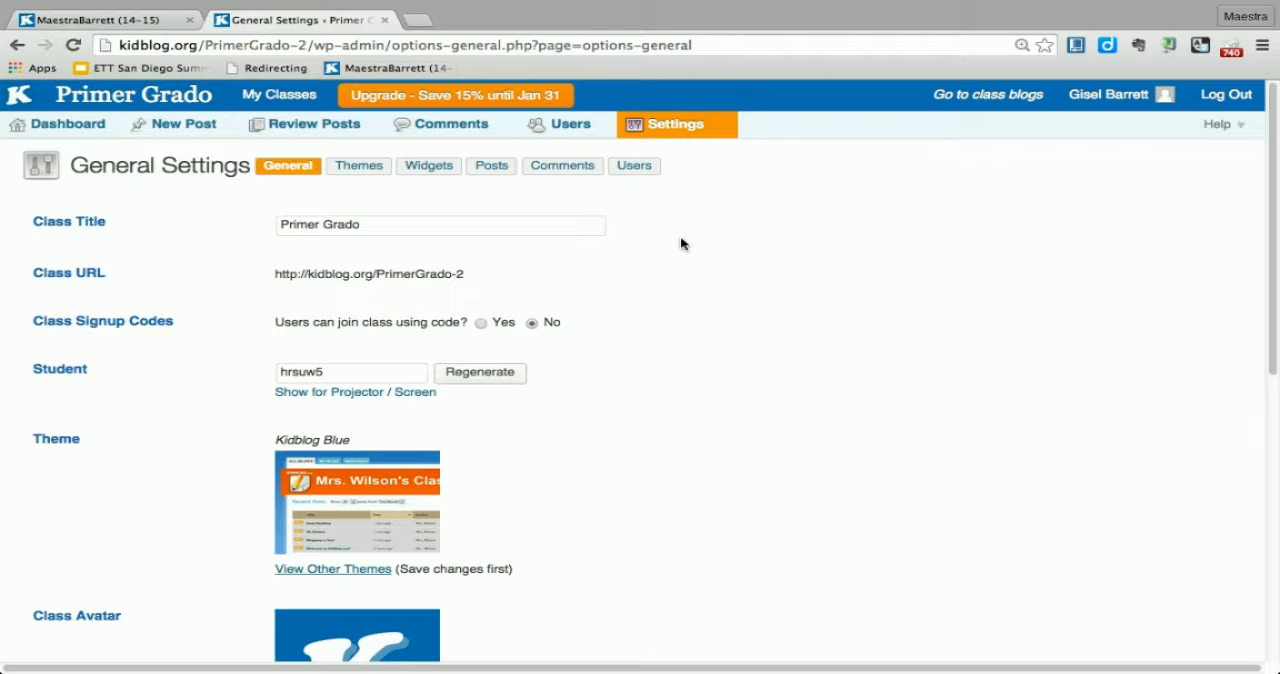 MaestraBarrett (14-15) × General Settings ‹ Primer G × Maestra
kidblog.org/PrimerGrado-2/wp-admin/options-general.php?page=options-general 740
Apps ETT San Diego Summ Redirecting MaestraBarrett (14-
K Primer Grado My Classes Upgrade - Save 15% until Jan 31 Go to class blogs Gisel Barrett Log Out
Dashboard New Post Review Posts Comments Users Settings Help
General Settings General Themes Widgets Posts Comments Users
Class Title Primer Grado
Class URL http://kidblog.org/PrimerGrado-2
Class Signup Codes Users can join class using code? Yes No
Student hrsuw5 Regenerate
Show for Projector / Screen
Theme Kidblog Blue
Mrs. Wilson's Clas
View Other Themes (Save changes first)
Class Avatar